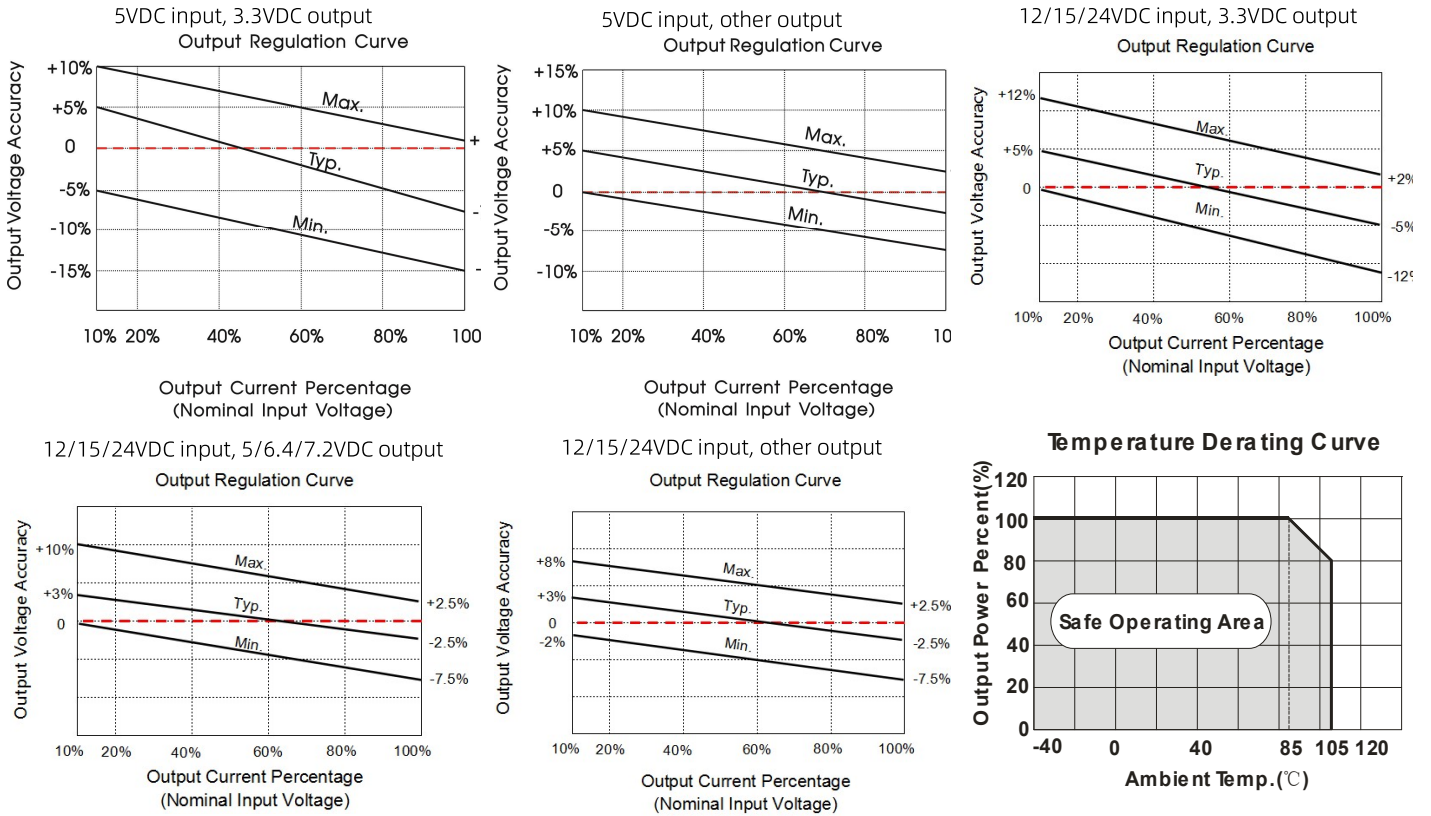 5VDC input, 3.3VDC output
Output Regulation Curve
Output Voltage Accuracy
+10%
+5%
0
-5%
-10%
-15%
Max.
Typ.
Min.
+
-
-
10% 20% 40% 60% 80% 100
Output Current Percentage
(Nominal Input Voltage)
5VDC input, other output
Output Regulation Curve
Output Voltage Accuracy
+15%
+10%
+5%
0
-5%
-10%
Max.
Typ.
Min.
10% 20% 40% 60% 80% 10
Output Current Percentage
(Nominal Input Voltage)
12/15/24VDC input, 3.3VDC output
Output Regulation Curve
Output Voltage Accuracy
+12%
+5%
0
Max.
Typ.
Min.
+2%
-5%
-12%
10% 20% 40% 60% 80% 100%
Output Current Percentage
(Nominal Input Voltage)
12/15/24VDC input, 5/6.4/7.2VDC output
Output Regulation Curve
Output Voltage Accuracy
+10%
+3%
0
Max.
Typ.
Min.
+2.5%
-2.5%
-7.5%
10% 20% 40% 60% 80% 100%
Output Current Percentage
(Nominal Input Voltage)
12/15/24VDC input, other output
Output Regulation Curve
Output Voltage Accuracy
+8%
+3%
0
-2%
Max.
Typ.
Min.
+2.5%
-2.5%
-7.5%
10% 20% 40% 60% 80% 100%
Output Current Percentage
(Nominal Input Voltage)
Temperature Derating Curve
Output Power Percent(%)
120
100
80
60
40
20
0
Safe Operating Area
-40 0 40 85 105 120
Ambient Temp.(℃)